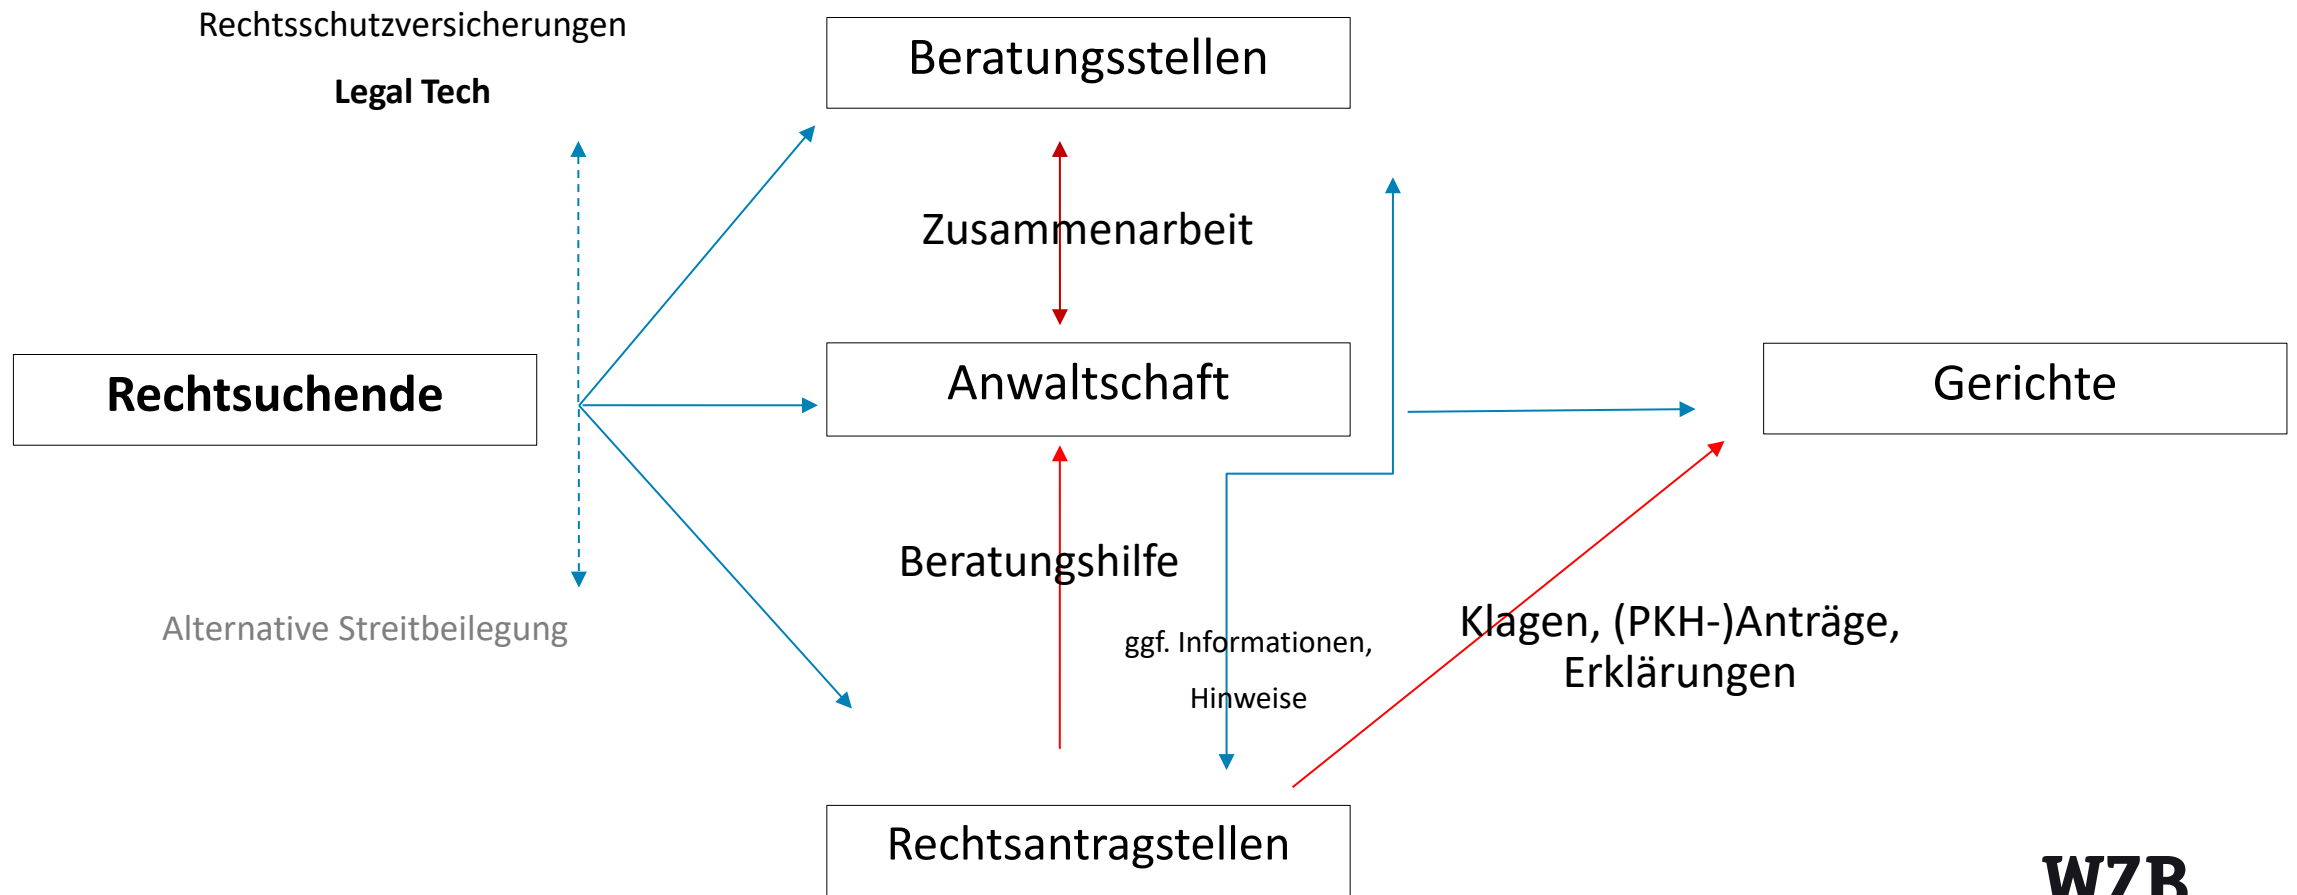 Rechtsschutzversicherungen
Legal Tech
Beratungsstellen
Zusammenarbeit
Rechtsuchende
Anwaltschaft
Gerichte
Beratungshilfe
Alternative Streitbeilegung
ggf. Informationen,
Hinweise
Klagen, (PKH-)Anträge,
Erklärungen
Rechtsantragstellen
WZB